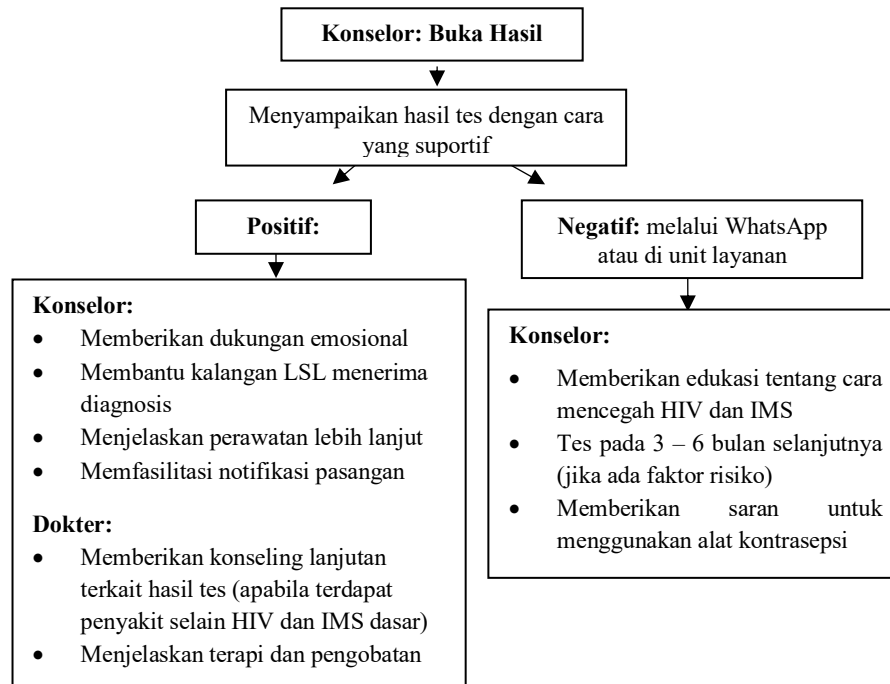 Konselor: Buka Hasil
Menyampaikan hasil tes dengan cara
yang suportif
Positif:
Negatif: melalui WhatsApp
atau di unit layanan
Konselor:
• Memberikan dukungan emosional
• Membantu kalangan LSL menerima
diagnosis
• Menjelaskan perawatan lebih lanjut
• Memfasilitasi notifikasi pasangan
Dokter:
• Memberikan konseling lanjutan
terkait hasil tes (apabila terdapat
penyakit selain HIV dan IMS dasar)
• Menjelaskan terapi dan pengobatan
Konselor:
• Memberikan edukasi tentang cara
mencegah HIV dan IMS
• Tes pada 3 – 6 bulan selanjutnya
(jika ada faktor risiko)
• Memberikan saran untuk
menggunakan alat kontrasepsi